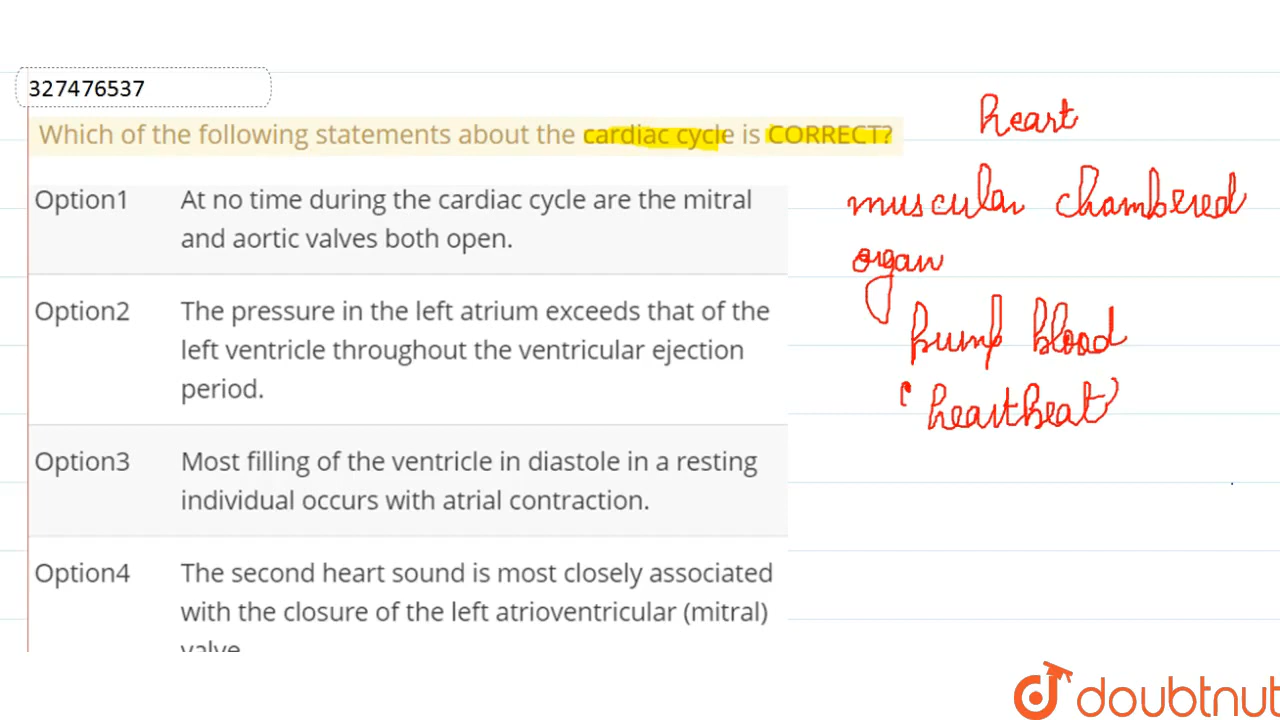 327476537
Which of the following statements about the cardiac cycle is CORRECT?
Option1 At no time during the cardiac cycle are the mitral
and aortic valves both open.
Option2 The pressure in the left atrium exceeds that of the
left ventricle throughout the ventricular ejection
period.
Option3 Most filling of the ventricle in diastole in a resting
individual occurs with atrial contraction.
Option4 The second heart sound is most closely associated
with the closure of the left atrioventricular (mitral)
valve
heart
muscular chambered
organ
pump blood
"heartbeat"
doubtnut